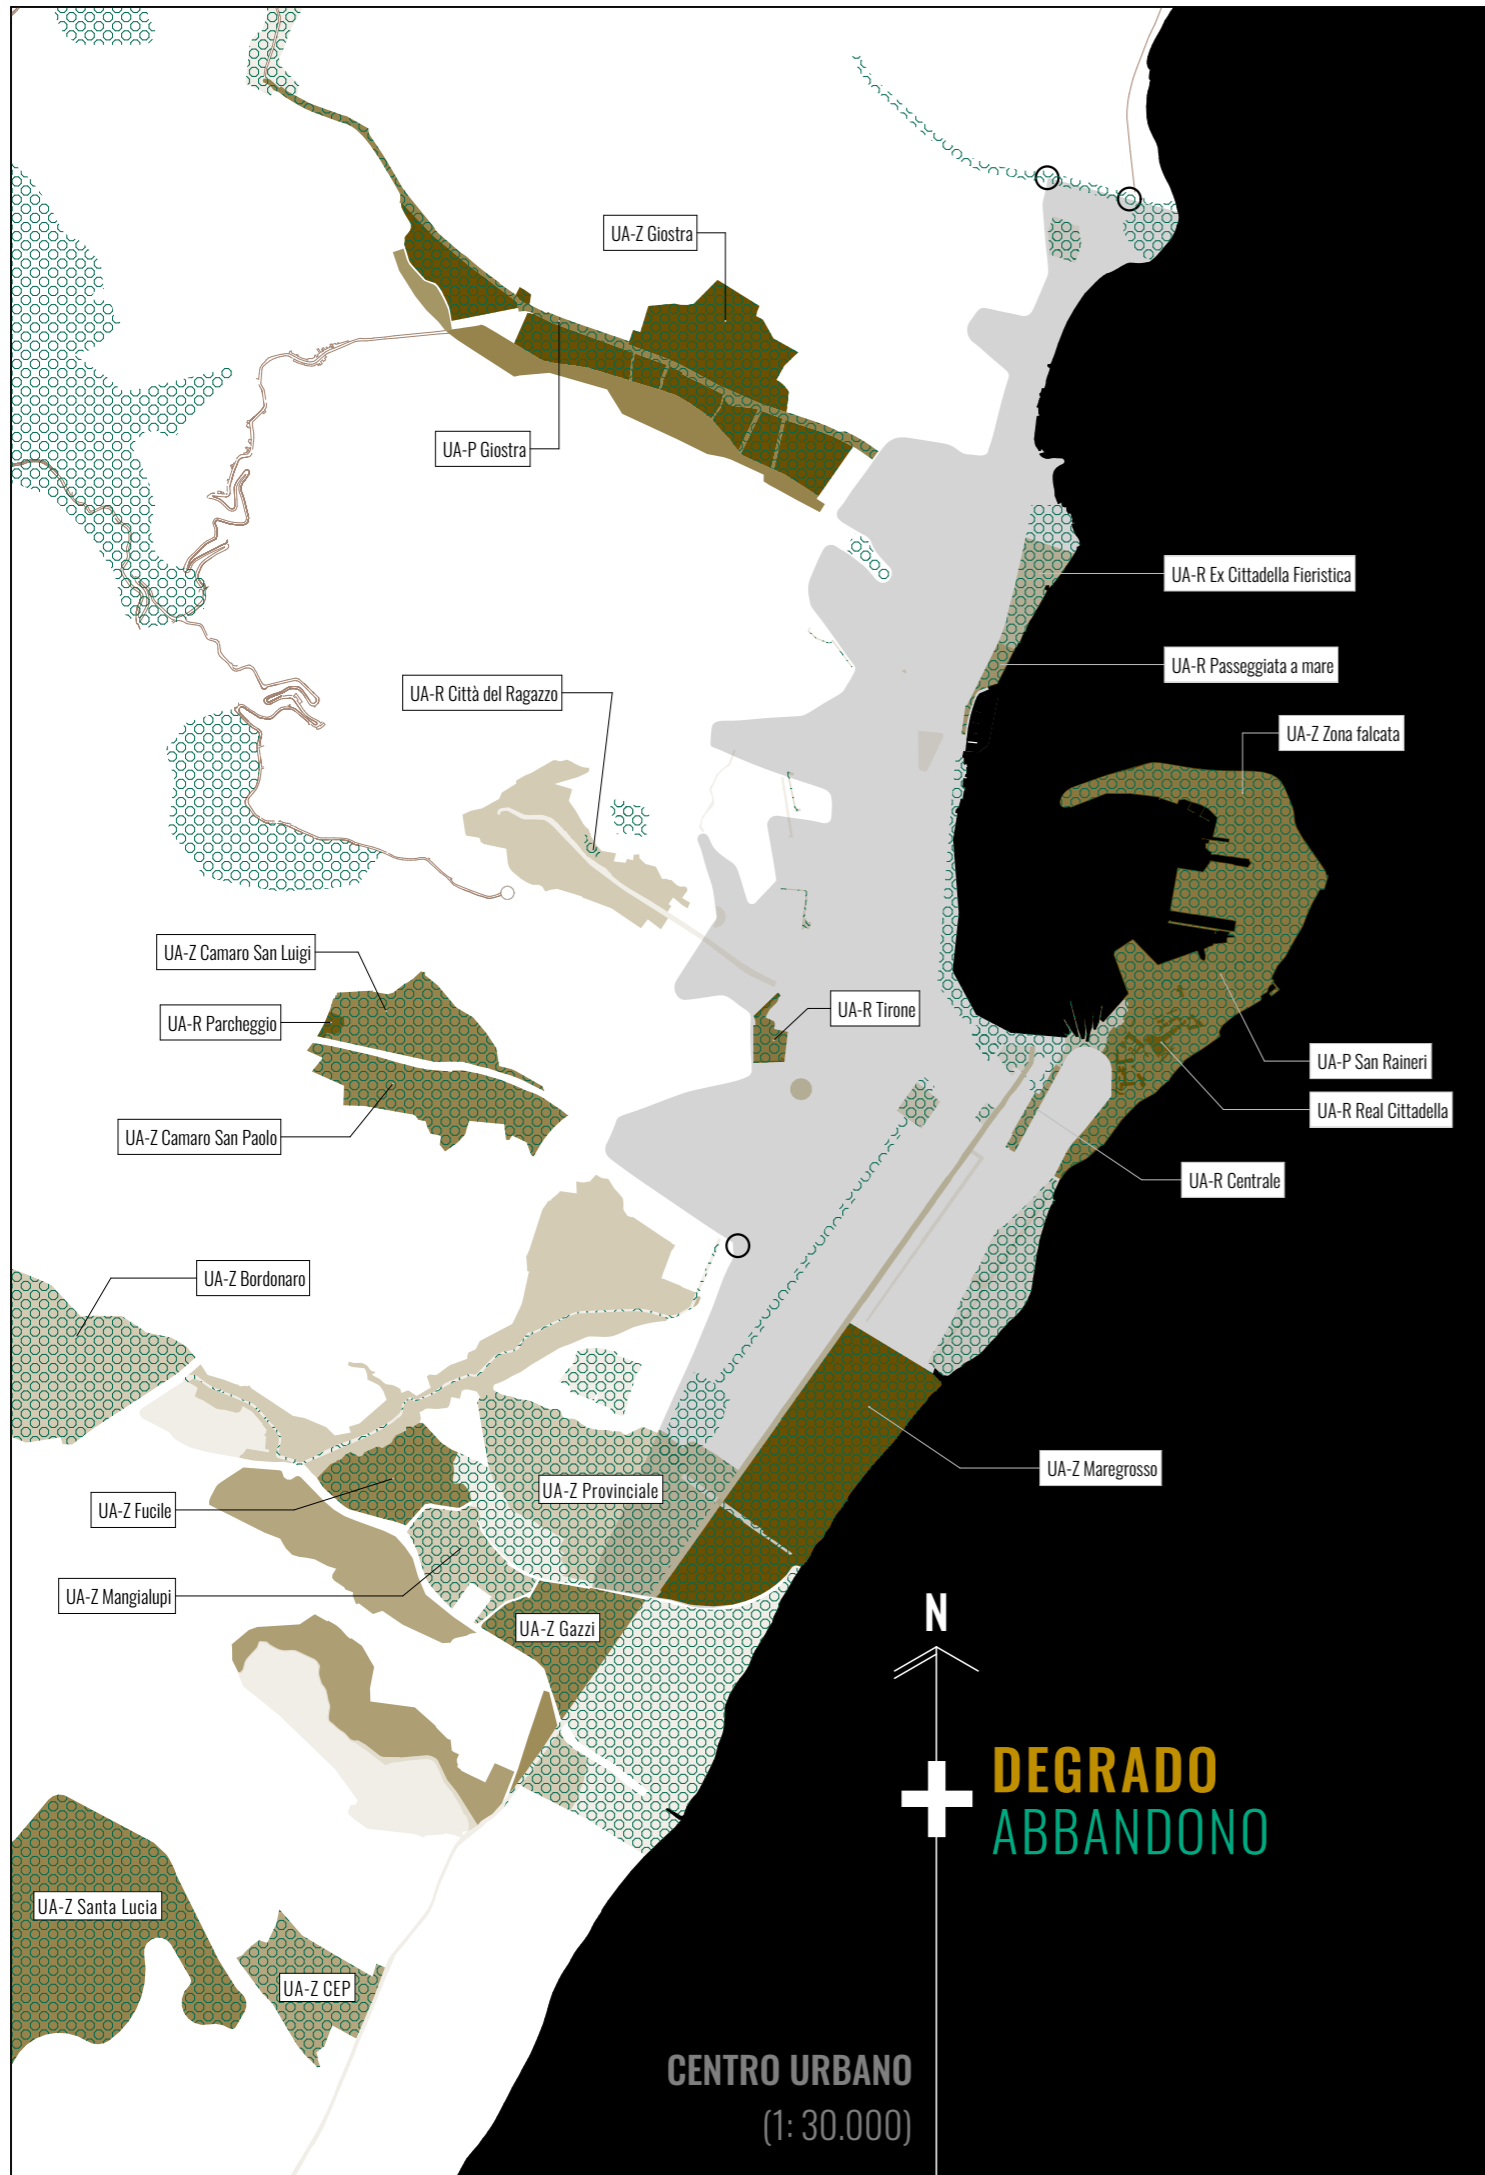 UA-Z Giostra
UA-P Giostra
UA-R Ex Cittadella Fieristica
UA-R Passeggiata a mare
UA-R Città del Ragazzo
UA-Z Zona falcata
UA-Z Camaro San Luigi
UA-R Parcheggio
UA-R Tirone
UA-P San Raineri
UA-R Real Cittadella
UA-Z Camaro San Paolo
UA-R Centrale
UA-Z Bordonaro
UA-Z Maregrosso
UA-Z Provinciale
UA-Z Fucile
UA-Z Mangialupi
UA-Z Gazzi
N
DEGRADO
ABBANDONO
UA-Z Santa Lucia
UA-Z CEP
CENTRO URBANO
(1: 30.000)